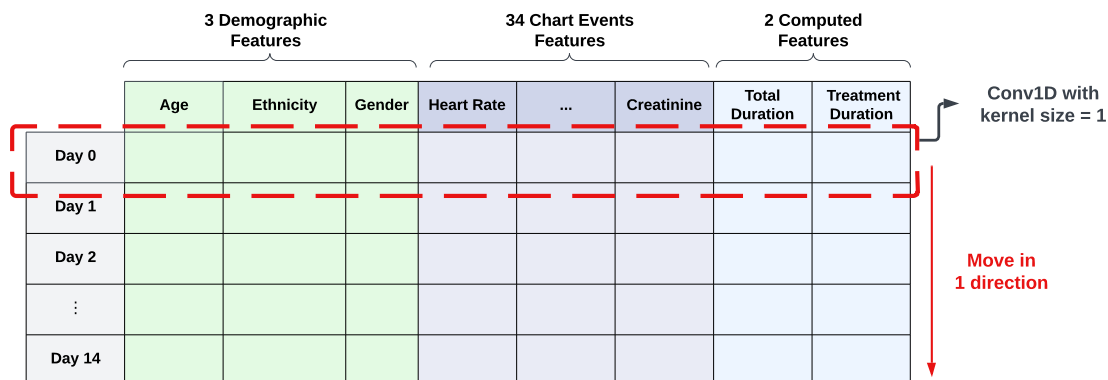 3 Demographic
Features
34 Chart Events
Features
2 Computed
Features
Age
Ethnicity
Gender
Heart Rate
...
Creatinine
Total
Duration
Treatment
Duration
Conv1D with
kernel size = 1
Day 0
Day 1
Day 2
⋮
Day 14
Move in
1 direction